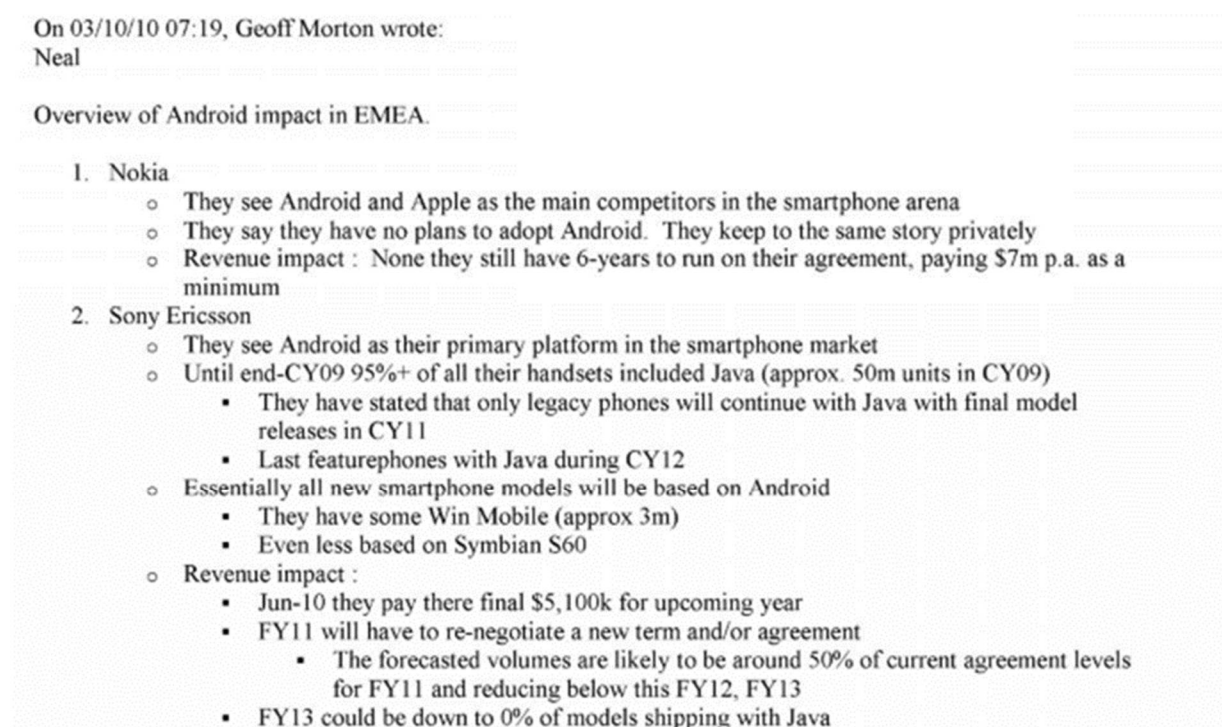 On 03/10/10 07:19, Geoff Morton wrote:
Neal
Overview of Android impact in EMEA.
1. Nokia
o They see Android and Apple as the main competitors in the smartphone arena
o They say they have no plans to adopt Android. They keep to the same story privately
o Revenue impact : None they still have 6-years to run on their agreement, paying $7m p.a. as a
minimum
2. Sony Ericsson
o They see Android as their primary platform in the smartphone market
o Until end-CY09 95%+ of all their handsets included Java (approx. 50m units in CY09)
▪ They have stated that only legacy phones will continue with Java with final model
releases in CY11
▪ Last featurephones with Java during CY12
o Essentially all new smartphone models will be based on Android
▪ They have some Win Mobile (approx 3m)
▪ Even less based on Symbian S60
o Revenue impact :
▪ Jun-10 they pay there final $5,100k for upcoming year
▪ FY11 will have to re-negotiate a new term and/or agreement
▪ The forecasted volumes are likely to be around 50% of current agreement levels
for FY11 and reducing below this FY12, FY13
▪ FY13 could be down to 0% of models shipping with Java